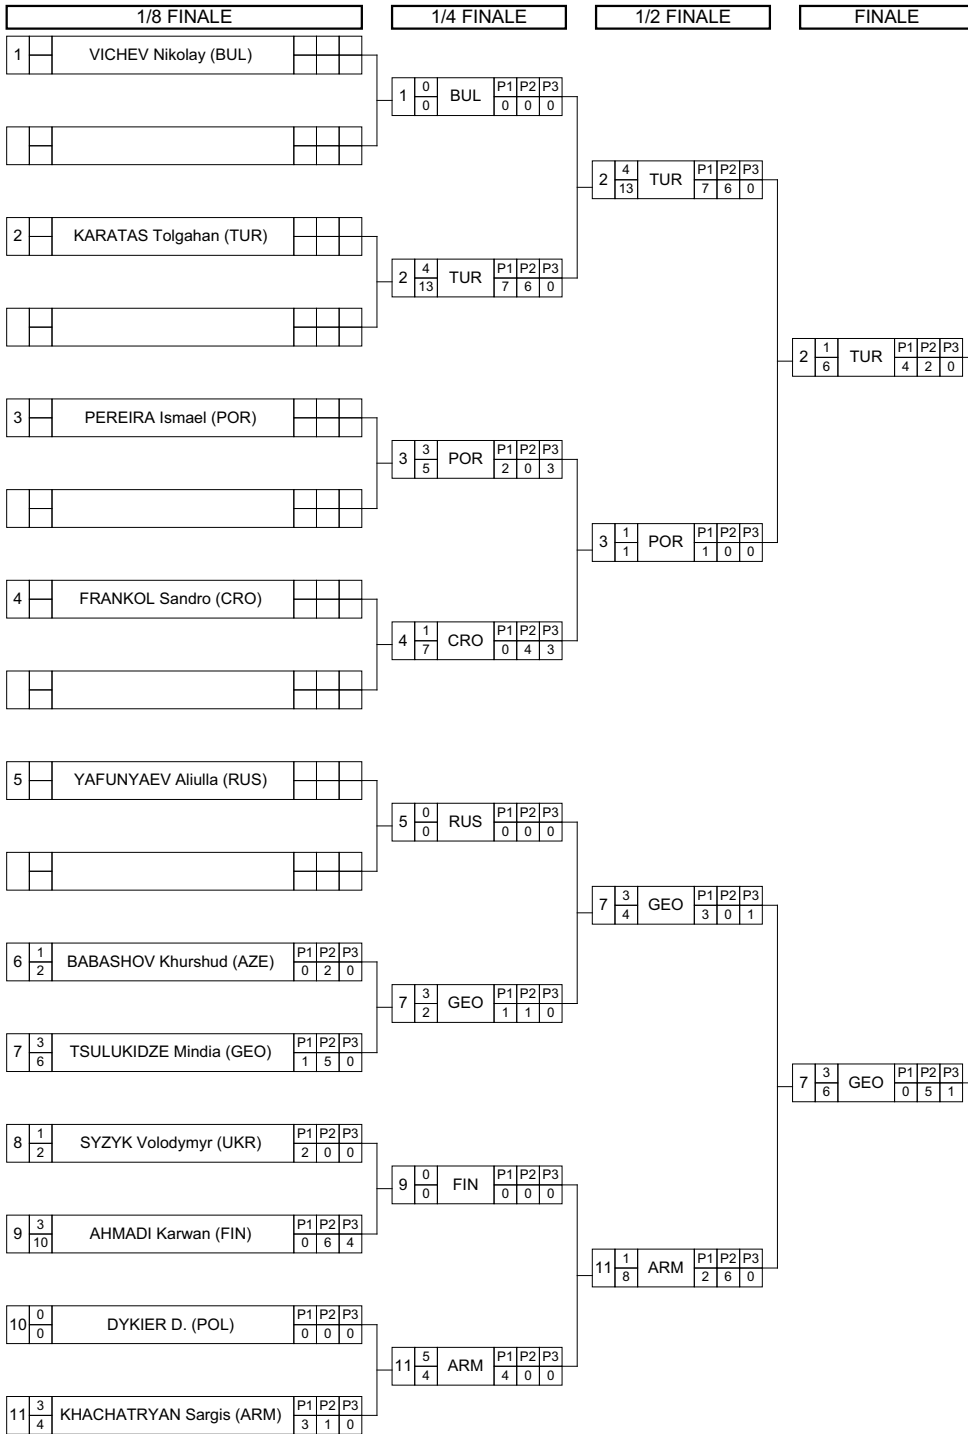 1/8 FINALE 1/4 FINALE 1/2 FINALE FINALE
1 VICHEV Nikolay (BUL)
1 0 0 BUL P1 P2 P3 0 0 0
2 4 13 TUR P1 P2 P3 7 6 0
2 KARATAS Tolgahan (TUR)
2 4 13 TUR P1 P2 P3 7 6 0
2 1 6 TUR P1 P2 P3 4 2 0
3 PEREIRA Ismael (POR)
3 3 5 POR P1 P2 P3 2 0 3
3 1 1 POR P1 P2 P3 1 0 0
4 FRANKOL Sandro (CRO)
4 1 7 CRO P1 P2 P3 0 4 3
5 YAFUNYAEV Aliulla (RUS)
5 0 0 RUS P1 P2 P3 0 0 0
7 3 4 GEO P1 P2 P3 3 0 1
6 1 2 BABASHOV Khurshud (AZE) P1 P2 P3 0 2 0
7 3 2 GEO P1 P2 P3 1 1 0
7 3 6 TSULUKIDZE Mindia (GEO) P1 P2 P3 1 5 0
7 3 6 GEO P1 P2 P3 0 5 1
8 1 2 SYZYK Volodymyr (UKR) P1 P2 P3 2 0 0
9 0 0 FIN P1 P2 P3 0 0 0
9 3 10 AHMADI Karwan (FIN) P1 P2 P3 0 6 4
11 1 8 ARM P1 P2 P3 2 6 0
10 0 0 DYKIER D. (POL) P1 P2 P3 0 0 0
11 5 4 ARM P1 P2 P3 4 0 0
11 3 4 KHACHATRYAN Sargis (ARM) P1 P2 P3 3 1 0